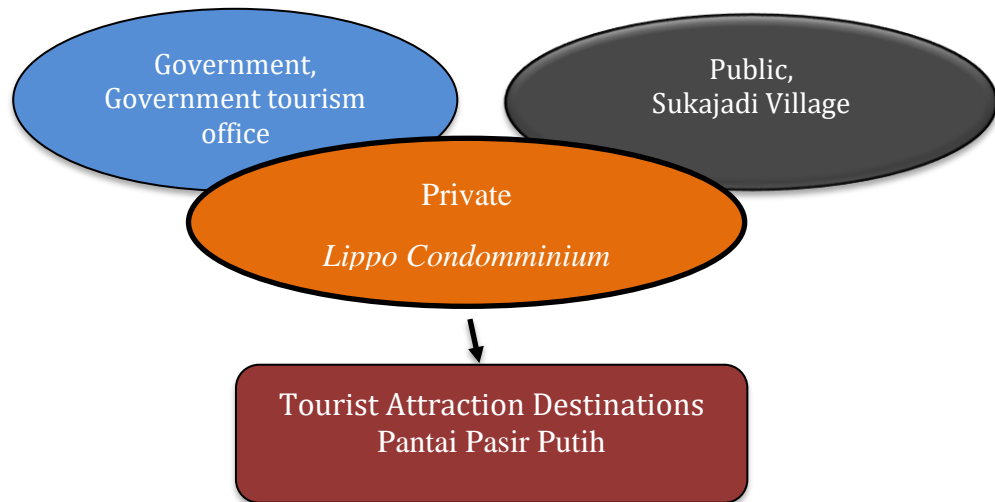 Government,
Government tourism
office
Public,
Sukajadi Village
Private
Lippo Condomminium
Tourist Attraction Destinations
Pantai Pasir Putih